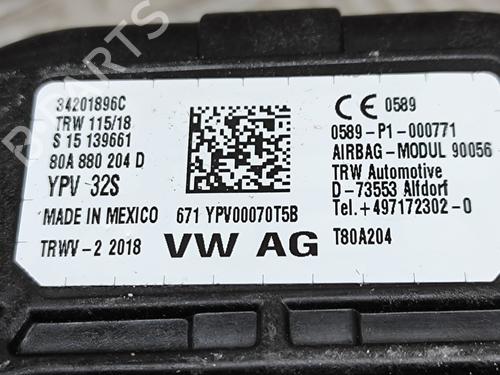 34201896C
TRW 115/18
S 15 139661
80A 880 204 D
YPV 32S
MADE IN MEXICO
TRWV-2 2018
671 YPV00070T5B
VW AG
CE 0589
0589-P1-000771
AIRBAG-MODUL 90056
TRW Automotive
D-73553 Alfdorf
Tel.+497172302-0
T80A204
B-PARTS